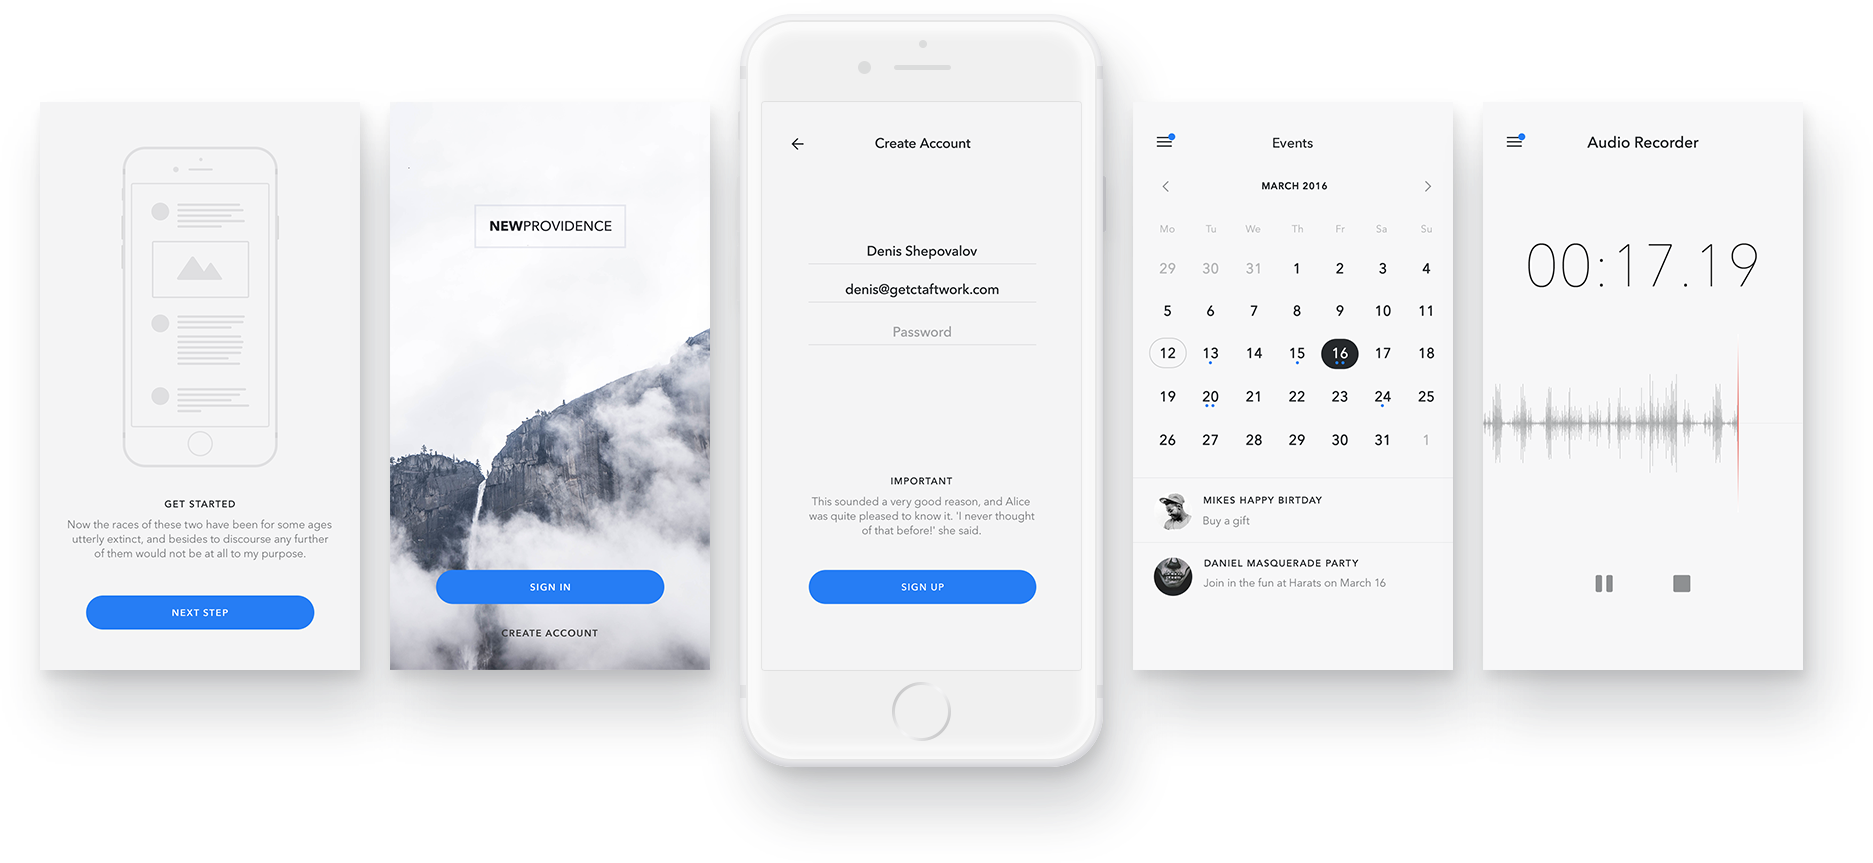 GET STARTED
Now the races of these two have been for some ages
utterly extinct, and besides to discourse any further
of them would not be at all to my purpose.
NEXT STEP
NEWPROVIDENCE
SIGN IN
CREATE ACCOUNT
Create Account
Denis Shepovalov
denis@getctaftwork.com
Password
IMPORTANT
This sounded a very good reason, and Alice
was quite pleased to know it. 'I never thought
of that before!' she said.
SIGN UP
Events
MARCH 2016
Mo Tu We Th Fr Sa Su
29 30 31 1 2 3 4
5 6 7 8 9 10 11
12 13 14 15 16 17 18
19 20 21 22 23 24 25
26 27 28 29 30 31 1
MIKES HAPPY BIRTDAY
Buy a gift
DANIEL MASQUERADE PARTY
Join in the fun at Harats on March 16
Audio Recorder
00:17.19